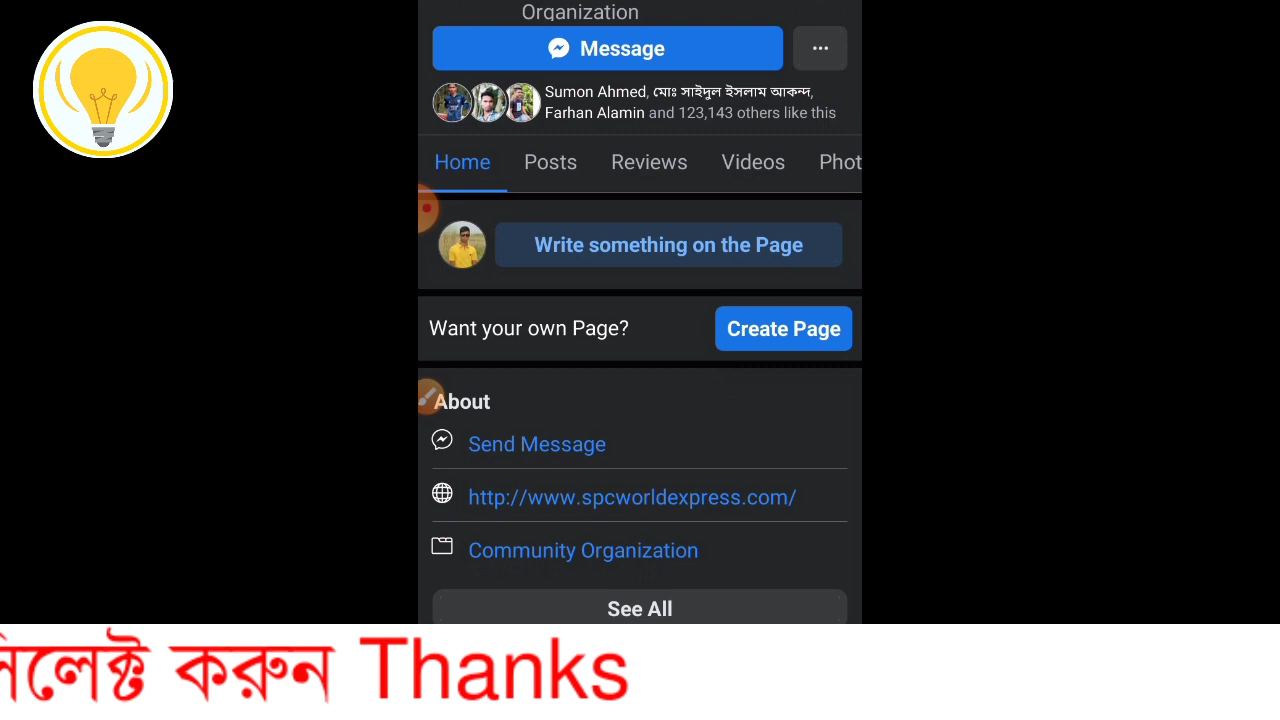 Organization
Message
Sumon Ahmed, মোঃ সাইদুল ইসলাম আকন্দ,
Farhan Alamin and 123,143 others like this
Home Posts Reviews Videos Phot
Write something on the Page
Want your own Page? Create Page
About
Send Message
http://www.spcworldexpress.com/
Community Organization
See All
করুন Thanks